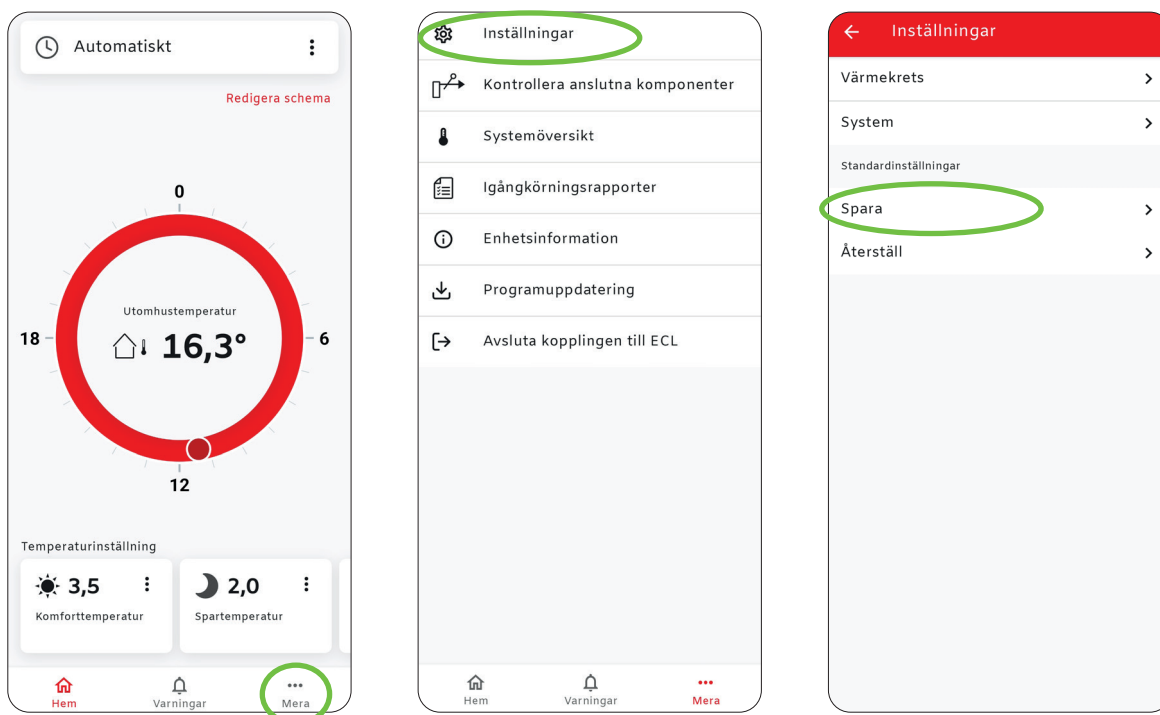 Automatiskt
Redigera schema
0
18
6
Utomhustemperatur
16,3°
12
Temperaturinställning
3,5
2,0
Komforttemperatur
Spartemperatur
Hem
Varningar
Mera
Inställningar
Kontrollera anslutna komponenter
Systemöversikt
Igångkörningsrapporter
Enhetsinformation
Programuppdatering
Avsluta kopplingen till ECL
Hem
Varningar
Mera
Inställningar
Värmekrets
System
Standardinställningar
Spara
Återställ